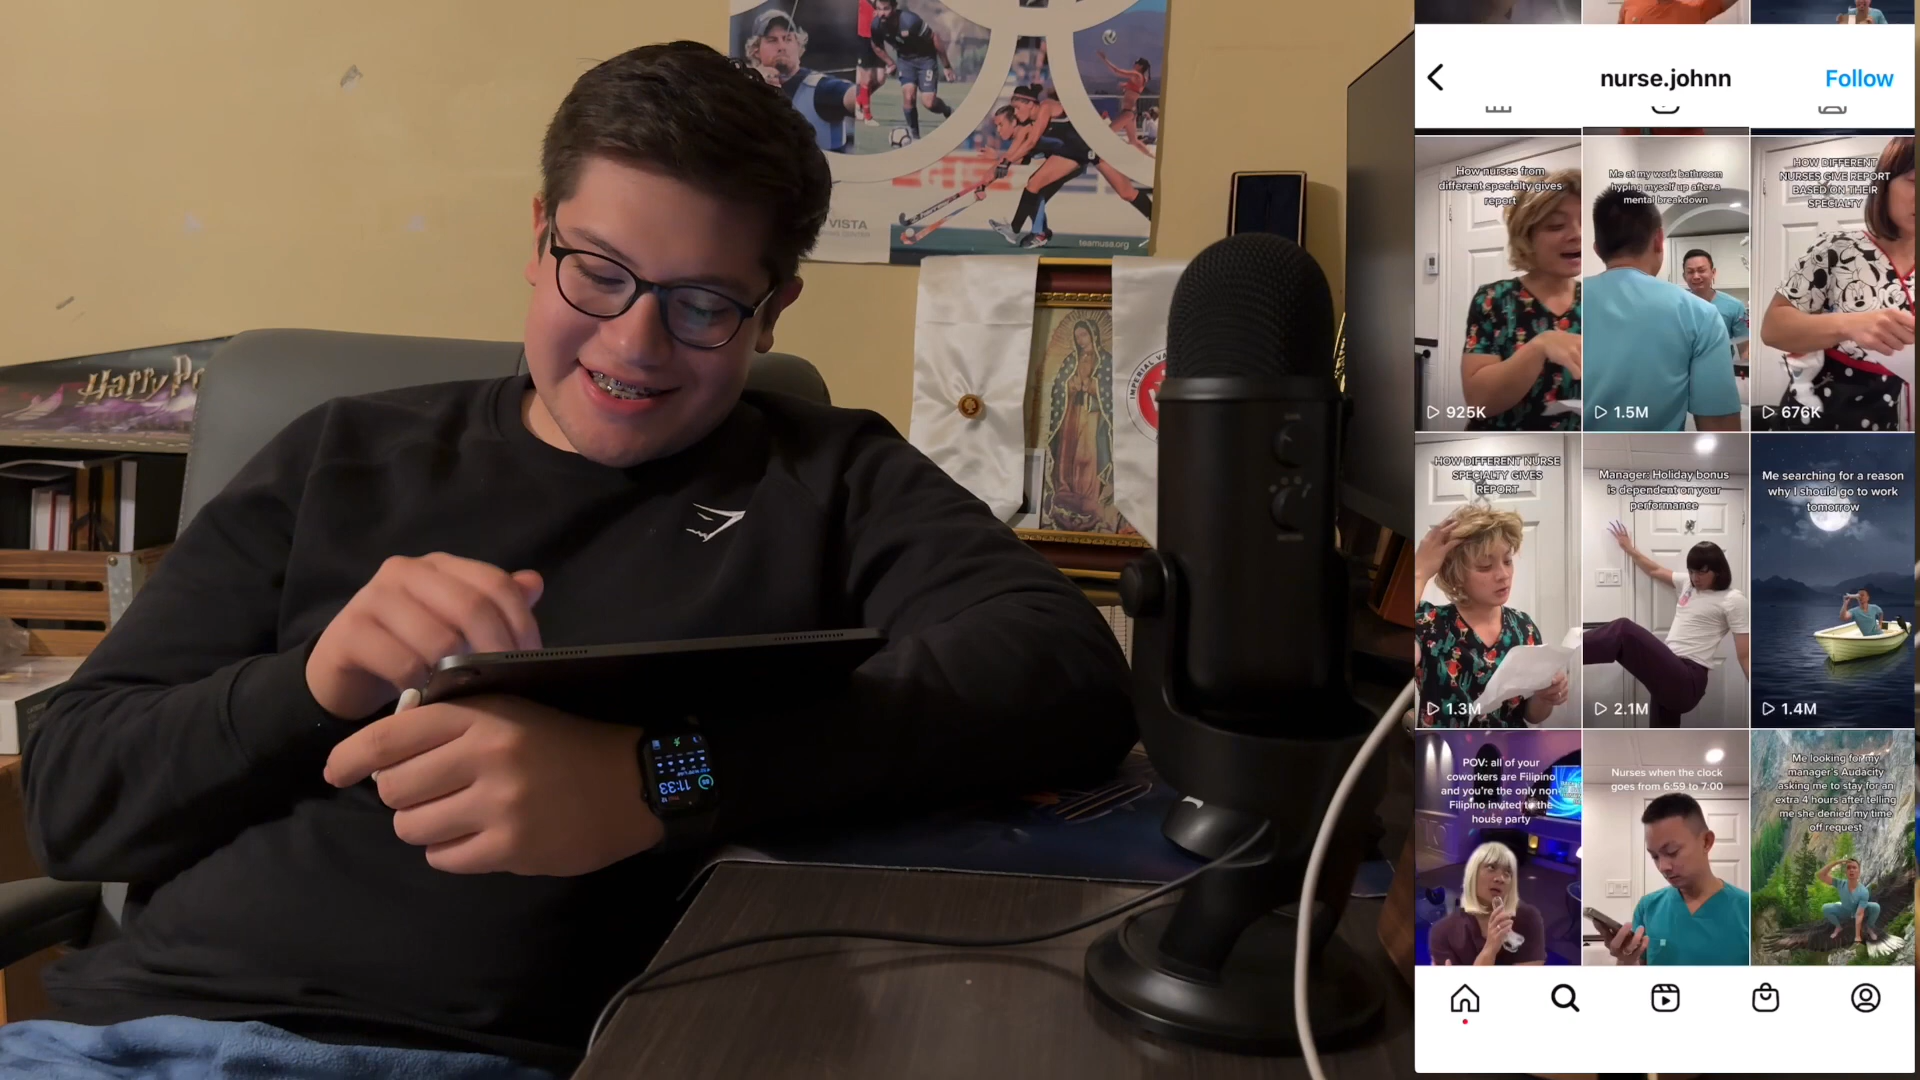 9
VISTA
teamusa.org
Harry Po
IMPERIAL VA
11:33
nurse.johnn
Follow
How nurses from
different specialty gives
report
925K
Me at my work bathroom
hyping myself up after a
mental breakdown
1.5M
HOW DIFFERENT
NURSES GIVE REPORT
BASED ON THEIR
SPECIALTY
676K
HOW DIFFERENT NURSE
SPECIALTY GIVES
REPORT
1.3M
Manager: Holiday bonus
is dependent on your
performance
2.1M
Me searching for a reason
why I should go to work
tomorrow
1.4M
POV: all of your
coworkers are Filipino
and you're the only non-
Filipino invited to the
house party
Nurses when the clock
goes from 6:59 to 7:00
Me looking for my
manager's Audacity
asking me to stay for an
extra 4 hours after telling
me she denied my time
off request